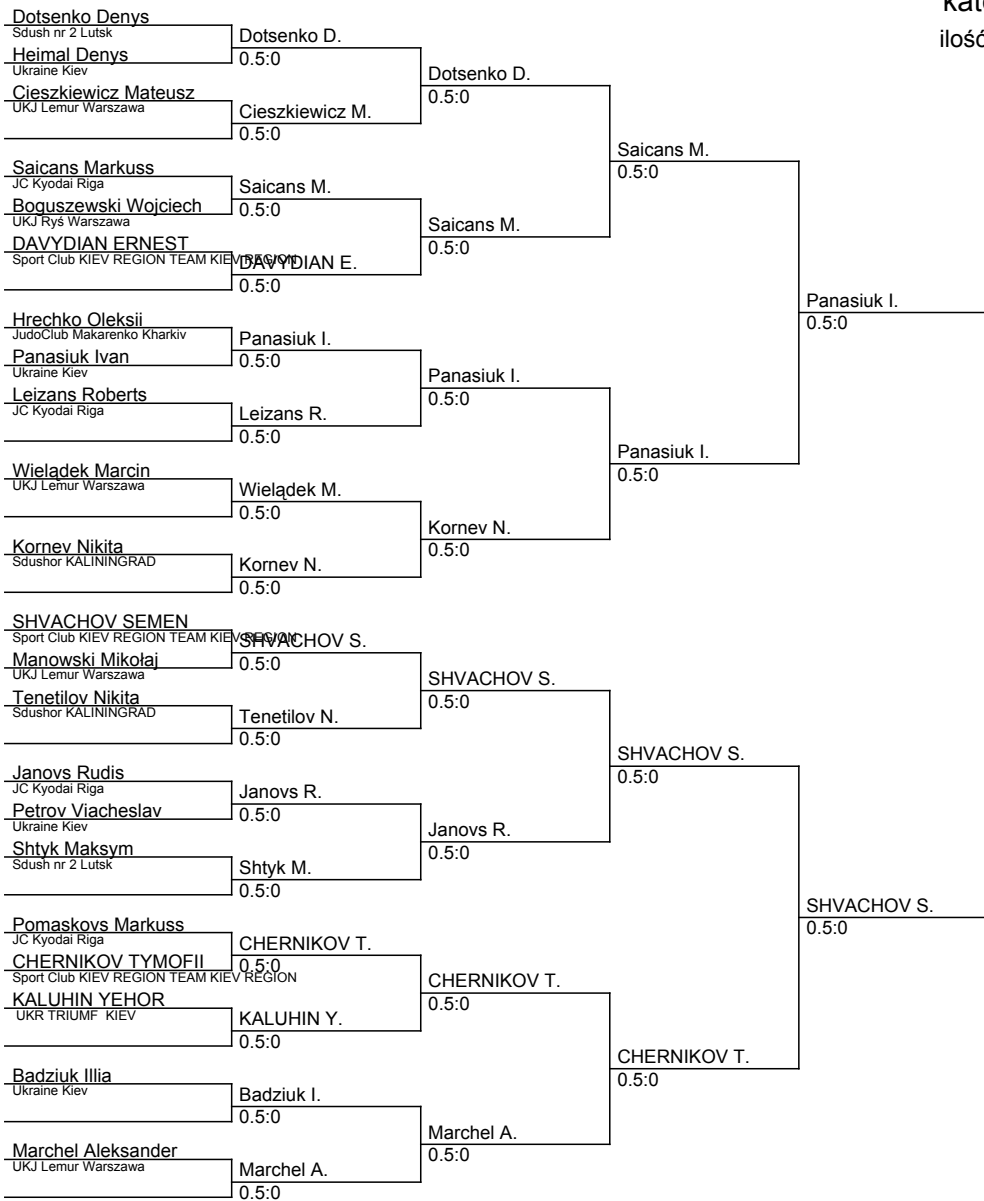 kate
ilość
Dotsenko Denys
Sdush nr 2 Lutsk
Heimal Denys
Ukraine Kiev
Cieszkiewicz Mateusz
UKJ Lemur Warszawa
Saicans Markuss
JC Kyodai Riga
Boguszewski Wojciech
UKJ Ryś Warszawa
DAVYDIAN ERNEST
Sport Club KIEV REGION TEAM KIEV REGION
Hrechko Oleksii
JudoClub Makarenko Kharkiv
Panasiuk Ivan
Ukraine Kiev
Leizans Roberts
JC Kyodai Riga
Wielądek Marcin
UKJ Lemur Warszawa
Kornev Nikita
Sdushor KALININGRAD
SHVACHOV SEMEN
Sport Club KIEV REGION TEAM KIEV REGION
Manowski Mikołaj
UKJ Lemur Warszawa
Tenetilov Nikita
Sdushor KALININGRAD
Janovs Rudis
JC Kyodai Riga
Petrov Viacheslav
Ukraine Kiev
Shtyk Maksym
Sdush nr 2 Lutsk
Pomaskovs Markuss
JC Kyodai Riga
CHERNIKOV TYMOFII
Sport Club KIEV REGION TEAM KIEV REGION
KALUHIN YEHOR
UKR TRIUMF KIEV
Badziuk Illia
Ukraine Kiev
Marchel Aleksander
UKJ Lemur Warszawa
Dotsenko D.
0.5:0
Cieszkiewicz M.
0.5:0
Saicans M.
0.5:0
DAVYDIAN E.
0.5:0
Panasiuk I.
0.5:0
Leizans R.
0.5:0
Wielądek M.
0.5:0
Kornev N.
0.5:0
SHVACHOV S.
0.5:0
Tenetilov N.
0.5:0
Janovs R.
0.5:0
Shtyk M.
0.5:0
CHERNIKOV T.
0.5:0
KALUHIN Y.
0.5:0
Badziuk I.
0.5:0
Marchel A.
0.5:0
Dotsenko D.
0.5:0
Saicans M.
0.5:0
Panasiuk I.
0.5:0
Kornev N.
0.5:0
SHVACHOV S.
0.5:0
Janovs R.
0.5:0
CHERNIKOV T.
0.5:0
Marchel A.
0.5:0
Saicans M.
0.5:0
Panasiuk I.
0.5:0
SHVACHOV S.
0.5:0
CHERNIKOV T.
0.5:0
Panasiuk I.
0.5:0
SHVACHOV S.
0.5:0